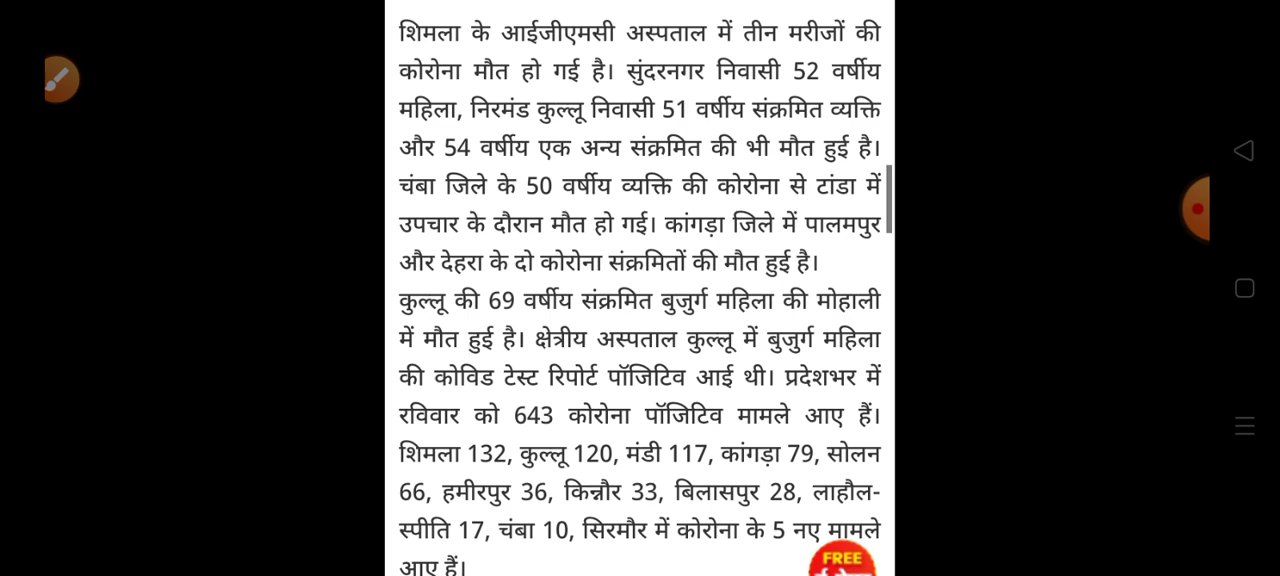 शिमला के आईजीएमसी अस्पताल में तीन मरीजों की
कोरोना मौत हो गई है। सुंदरनगर निवासी 52 वर्षीय
महिला, निरमंड कुल्लू निवासी 51 वर्षीय संक्रमित व्यक्ति
और 54 वर्षीय एक अन्य संक्रमित की भी मौत हुई है।
चंबा जिले के 50 वर्षीय व्यक्ति की कोरोना से टांडा में
उपचार के दौरान मौत हो गई। कांगड़ा जिले में पालमपुर
और देहरा के दो कोरोना संक्रमितों की मौत हुई है।
कुल्लू की 69 वर्षीय संक्रमित बुजुर्ग महिला की मोहाली
में मौत हुई है। क्षेत्रीय अस्पताल कुल्लू में बुजुर्ग महिला
की कोविड टेस्ट रिपोर्ट पॉजिटिव आई थी। प्रदेशभर में
रविवार को 643 कोरोना पॉजिटिव मामले आए हैं।
शिमला 132, कुल्लू 120, मंडी 117, कांगड़ा 79, सोलन
66, हमीरपुर 36, किन्नौर 33, बिलासपुर 28, लाहौल-
स्पीति 17, चंबा 10, सिरमौर में कोरोना के 5 नए मामले
आए हैं।
FREE